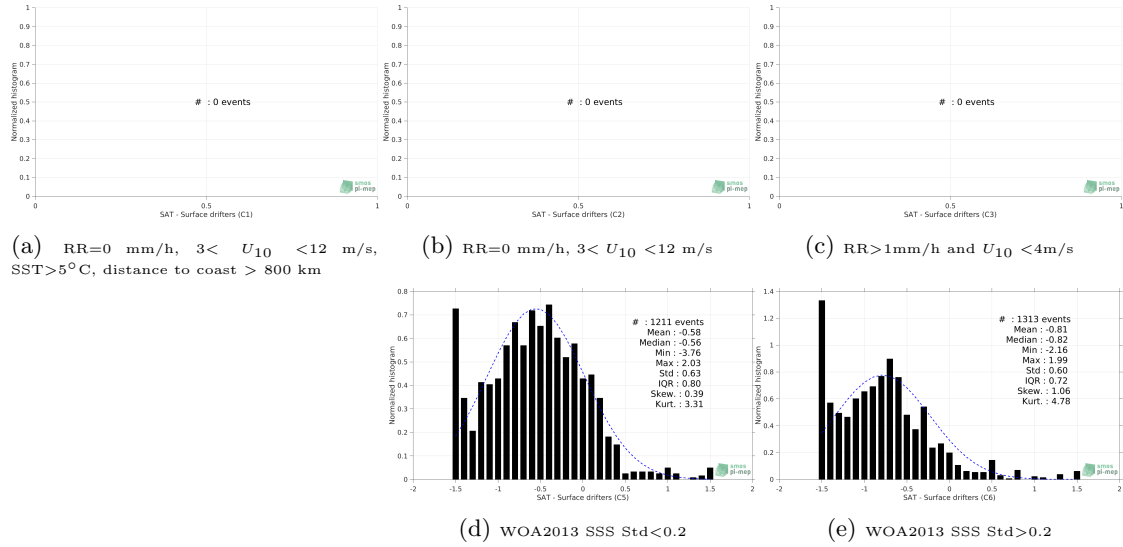 1
0.9
0.8
0.7
0.6
0.5
0.4
0.3
0.2
0.1
0
Normalized histogram
# : 0 events
smos
pi-mep
0 0.5 1
SAT - Surface drifters (C1)
1
0.9
0.8
0.7
0.6
0.5
0.4
0.3
0.2
0.1
0
Normalized histogram
# : 0 events
smos
pi-mep
0 0.5 1
SAT - Surface drifters (C2)
1
0.9
0.8
0.7
0.6
0.5
0.4
0.3
0.2
0.1
0
Normalized histogram
# : 0 events
smos
pi-mep
0 0.5 1
SAT - Surface drifters (C3)
(a) RR=0 mm/h, 3< U10 <12 m/s,
SST>5°C, distance to coast > 800 km
(b) RR=0 mm/h, 3< U10 <12 m/s
(c) RR>1mm/h and U10 <4m/s
0.8
0.7
0.6
0.5
0.4
0.3
0.2
0.1
0
Normalized histogram
# : 1211 events
Mean : -0.58
Median : -0.56
Min : -3.76
Max : 2.03
Std : 0.63
IQR : 0.80
Skew. : 0.39
Kurt. : 3.31
smos
pi-mep
-2 -1.5 -1 -0.5 0 0.5 1 1.5 2
SAT - Surface drifters (C5)
1.4
1.2
1
0.8
0.6
0.4
0.2
0
Normalized histogram
# : 1313 events
Mean : -0.81
Median : -0.82
Min : -2.16
Max : 1.99
Std : 0.60
IQR : 0.72
Skew. : 1.06
Kurt. : 4.78
smos
pi-mep
-2 -1.5 -1 -0.5 0 0.5 1 1.5 2
SAT - Surface drifters (C6)
(d) WOA2013 SSS Std<0.2
(e) WOA2013 SSS Std>0.2